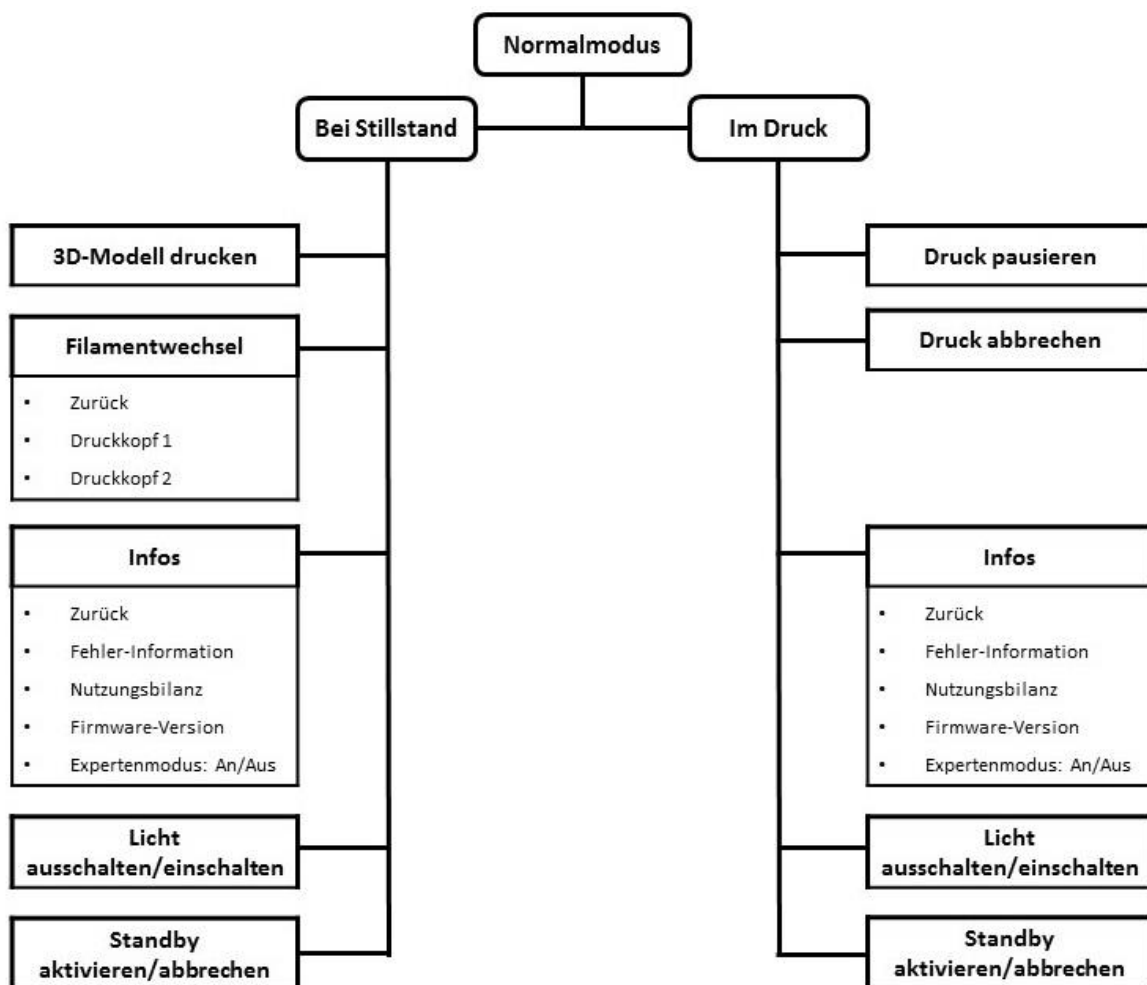 Normalmodus
Bei Stillstand
Im Druck
3D-Modell drucken
Filamentwechsel
• Zurück
• Druckkopf 1
• Druckkopf 2
Infos
• Zurück
• Fehler-Information
• Nutzungsbilanz
• Firmware-Version
• Expertenmodus: An/Aus
Licht
ausschalten/einschalten
Standby
aktivieren/abbrechen
Druck pausieren
Druck abbrechen
Infos
• Zurück
• Fehler-Information
• Nutzungsbilanz
• Firmware-Version
• Expertenmodus: An/Aus
Licht
ausschalten/einschalten
Standby
aktivieren/abbrechen